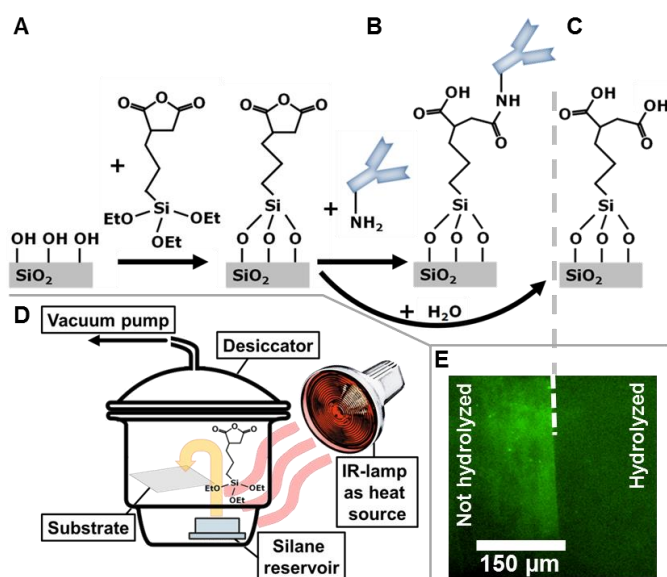 A
B
C
O
O
O
+
Si
EtO
OEt
OEt
OH OH OH
SiO₂
O
O
O
Si
O
O
O
SiO₂
+
NH₂
OH
O
NH
O
Si
O
O
O
SiO₂
+ H₂O
OH
O
OH
O
Si
O
O
O
SiO₂
D
Vacuum pump
Desiccator
O
O
O
Si
EtO
OEt
OEt
Substrate
Silane
reservoir
IR-lamp
as heat
source
E
Not hydrolyzed
Hydrolyzed
150 µm